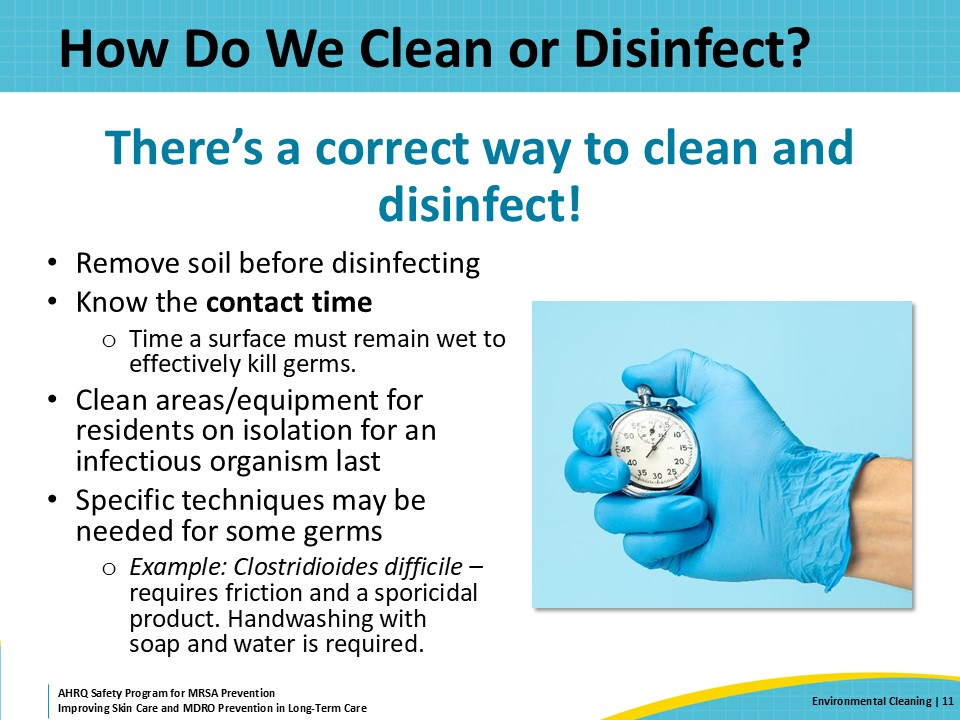 How Do We Clean or Disinfect?
There’s a correct way to clean and
disinfect!
• Remove soil before disinfecting
• Know the contact time
o Time a surface must remain wet to
effectively kill germs.
• Clean areas/equipment for
residents on isolation for an
infectious organism last
• Specific techniques may be
needed for some germs
o Example: Clostridioides difficile –
requires friction and a sporicidal
product. Handwashing with
soap and water is required.
55
5
10
15
20
25
30
35
40
45
AHRQ Safety Program for MRSA Prevention
Improving Skin Care and MDRO Prevention in Long-Term Care
Environmental Cleaning | 11